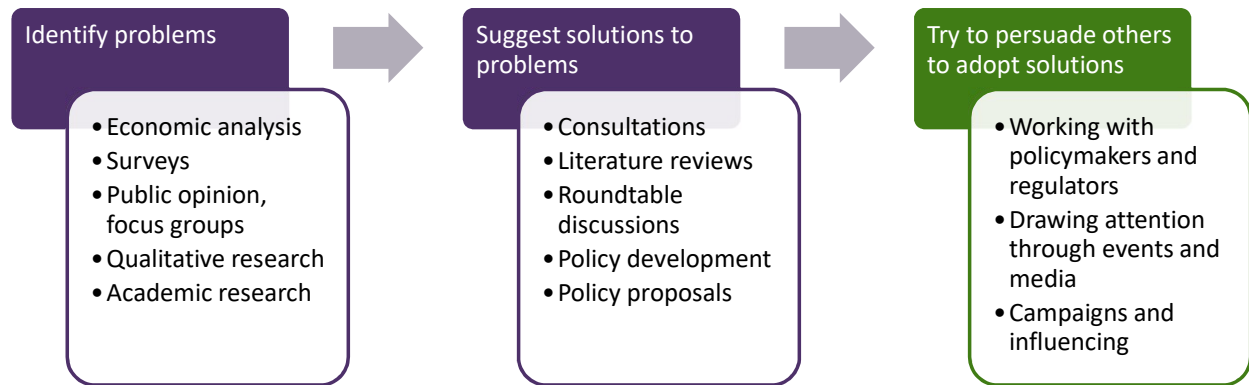 Identify problems
• Economic analysis
• Surveys
• Public opinion,
focus groups
• Qualitative research
• Academic research
Suggest solutions to
problems
• Consultations
• Literature reviews
• Roundtable
discussions
• Policy development
• Policy proposals
Try to persuade others
to adopt solutions
• Working with
policymakers and
regulators
• Drawing attention
through events and
media
• Campaigns and
influencing